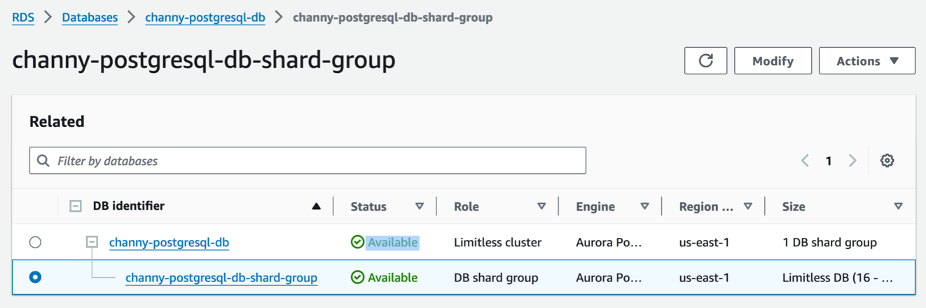 RDS > Databases > channy-postgresql-db > channy-postgresql-db-shard-group
channy-postgresql-db-shard-group Modify Actions
Related
Filter by databases 1
DB identifier Status Role Engine Region ... Size
channy-postgresql-db Available Limitless cluster Aurora Po... us-east-1 1 DB shard group
channy-postgresql-db-shard-group Available DB shard group Aurora Po... us-east-1 Limitless DB (16 - ...